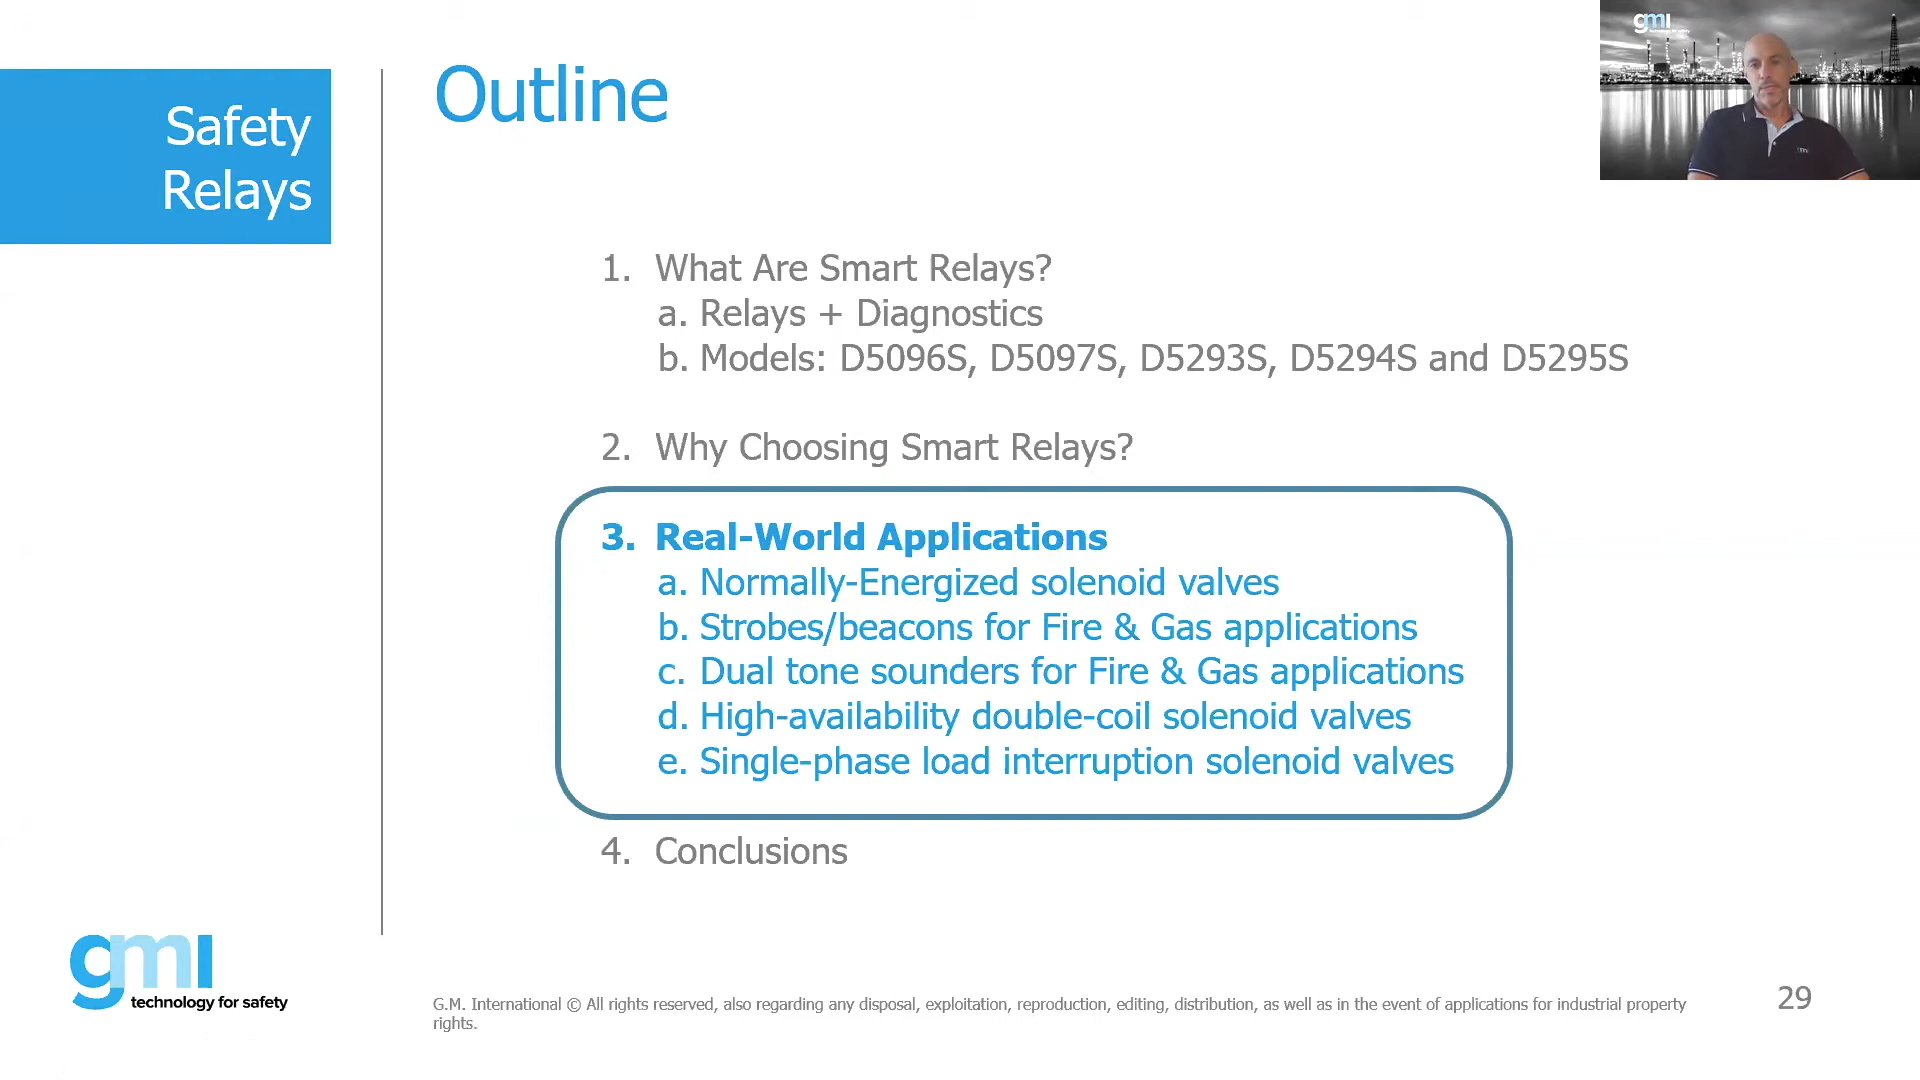 Safety
Relays
Outline
1. What Are Smart Relays?
a. Relays + Diagnostics
b. Models: D5096S, D5097S, D5293S, D5294S and D5295S
2. Why Choosing Smart Relays?
3. Real-World Applications
a. Normally-Energized solenoid valves
b. Strobes/beacons for Fire & Gas applications
c. Dual tone sounders for Fire & Gas applications
d. High-availability double-coil solenoid valves
e. Single-phase load interruption solenoid valves
4. Conclusions
gmi
technology for safety
G.M. International © All rights reserved, also regarding any disposal, exploitation, reproduction, editing, distribution, as well as in the event of applications for industrial property
rights.
29
gmi
technology for safety